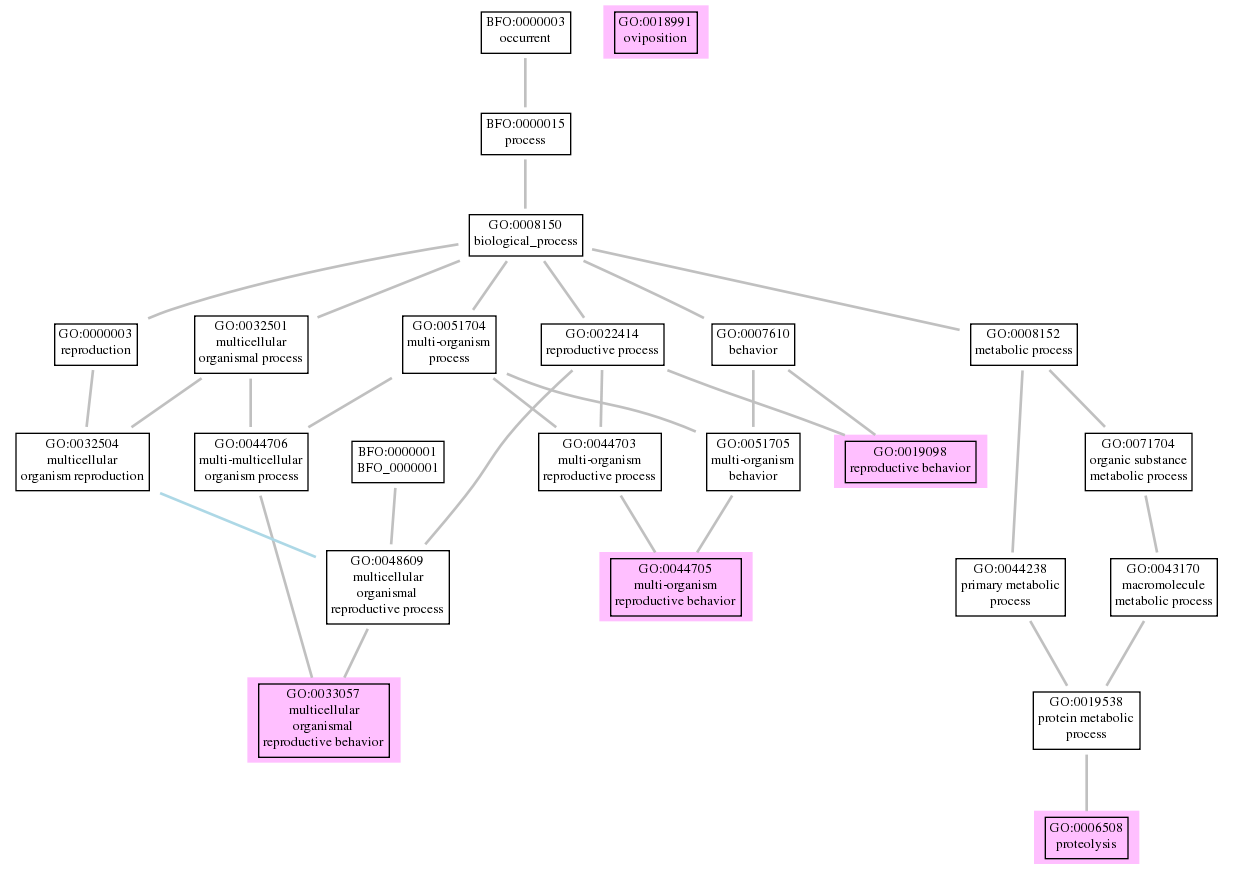 BFO:0000003
occurrent
GO:0018991
oviposition
BFO:0000015
process
GO:0008150
biological_process
GO:0000003
reproduction
GO:0032501
multicellular
organismal process
GO:0051704
multi-organism
process
GO:0022414
reproductive process
GO:0007610
behavior
GO:0008152
metabolic process
GO:0032504
multicellular
organism reproduction
GO:0044706
multi-multicellular
organism process
BFO:0000001
BFO_0000001
GO:0044703
multi-organism
reproductive process
GO:0051705
multi-organism
behavior
GO:0019098
reproductive behavior
GO:0071704
organic substance
metabolic process
GO:0048609
multicellular
organismal
reproductive process
GO:0044705
multi-organism
reproductive behavior
GO:0044238
primary metabolic
process
GO:0043170
macromolecule
metabolic process
GO:0033057
multicellular
organismal
reproductive behavior
GO:0019538
protein metabolic
process
GO:0006508
proteolysis